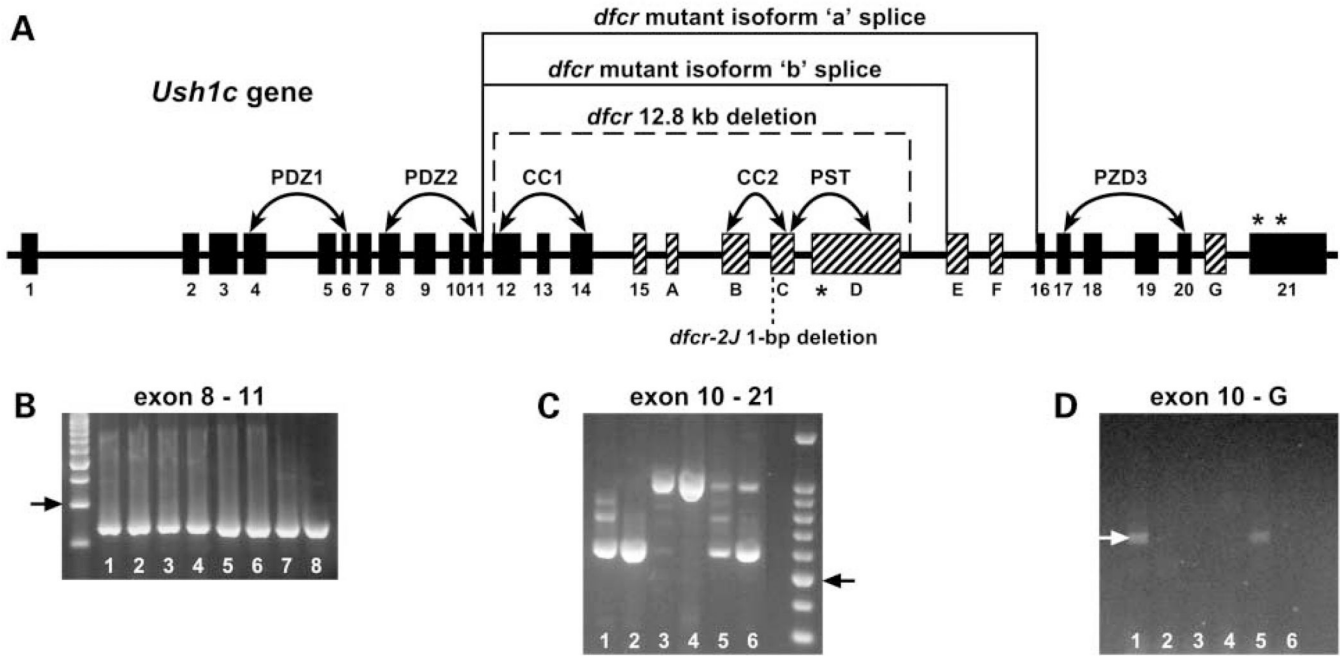 A
dfcr mutant isoform 'a' splice
dfcr mutant isoform 'b' splice
Ush1c gene
dfcr 12.8 kb deletion
PDZ1 PDZ2 CC1 CC2 PST PZD3
* *
1 2 3 4 5 6 7 8 9 10 11 12 13 14 15 A B C * D E F 16 17 18 19 20 G 21
dfcr-2J 1-bp deletion
B exon 8 - 11
1 2 3 4 5 6 7 8
C exon 10 - 21
1 2 3 4 5 6
D exon 10 - G
1 2 3 4 5 6